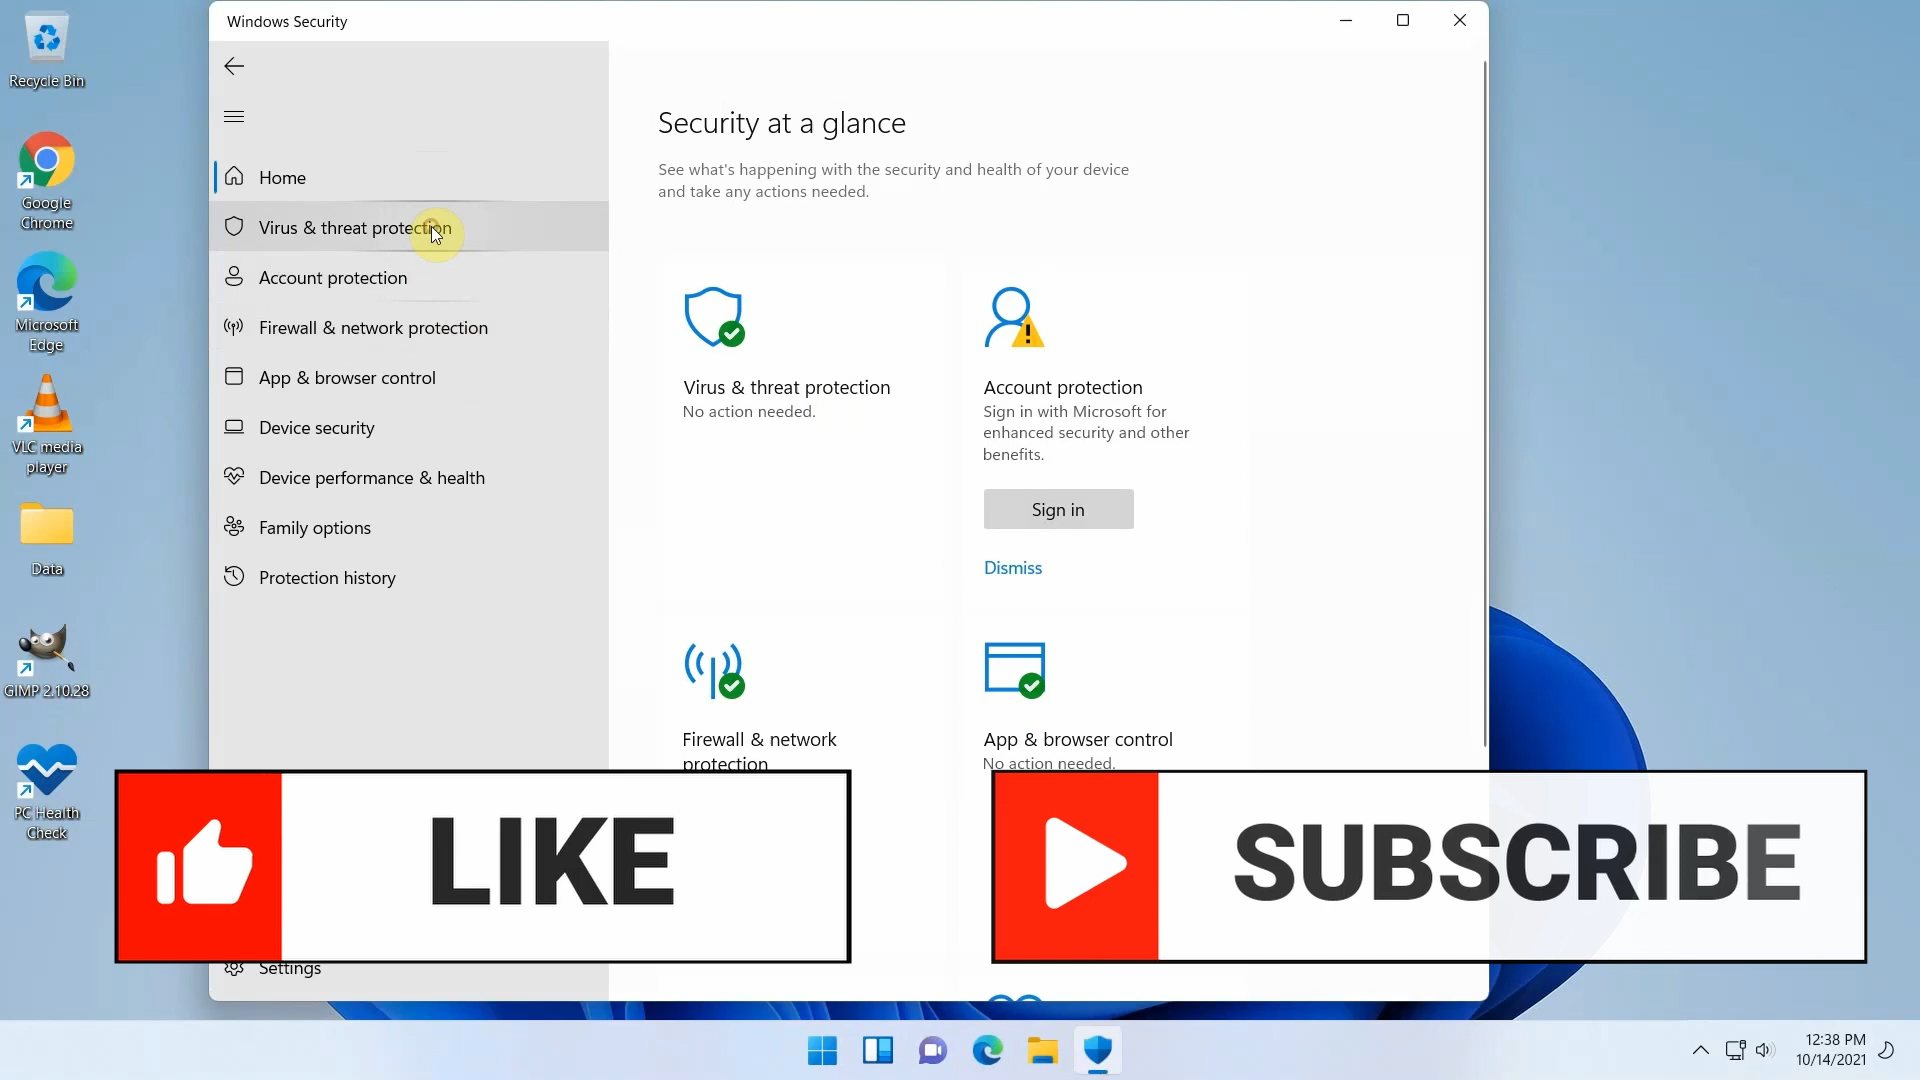 Windows Security
Recycle Bin
Google
Chrome
Microsoft
Edge
VLC media
player
Data
GIMP 2.10.28
PC Health
Check
Home
Virus & threat protection
Account protection
Firewall & network protection
App & browser control
Device security
Device performance & health
Family options
Protection history
Settings
Security at a glance
See what's happening with the security and health of your device
and take any actions needed.
Virus & threat protection
No action needed.
Account protection
Sign in with Microsoft for
enhanced security and other
benefits.
Sign in
Dismiss
Firewall & network
protection
App & browser control
No action needed.
LIKE
SUBSCRIBE
12:38 PM
10/14/2021